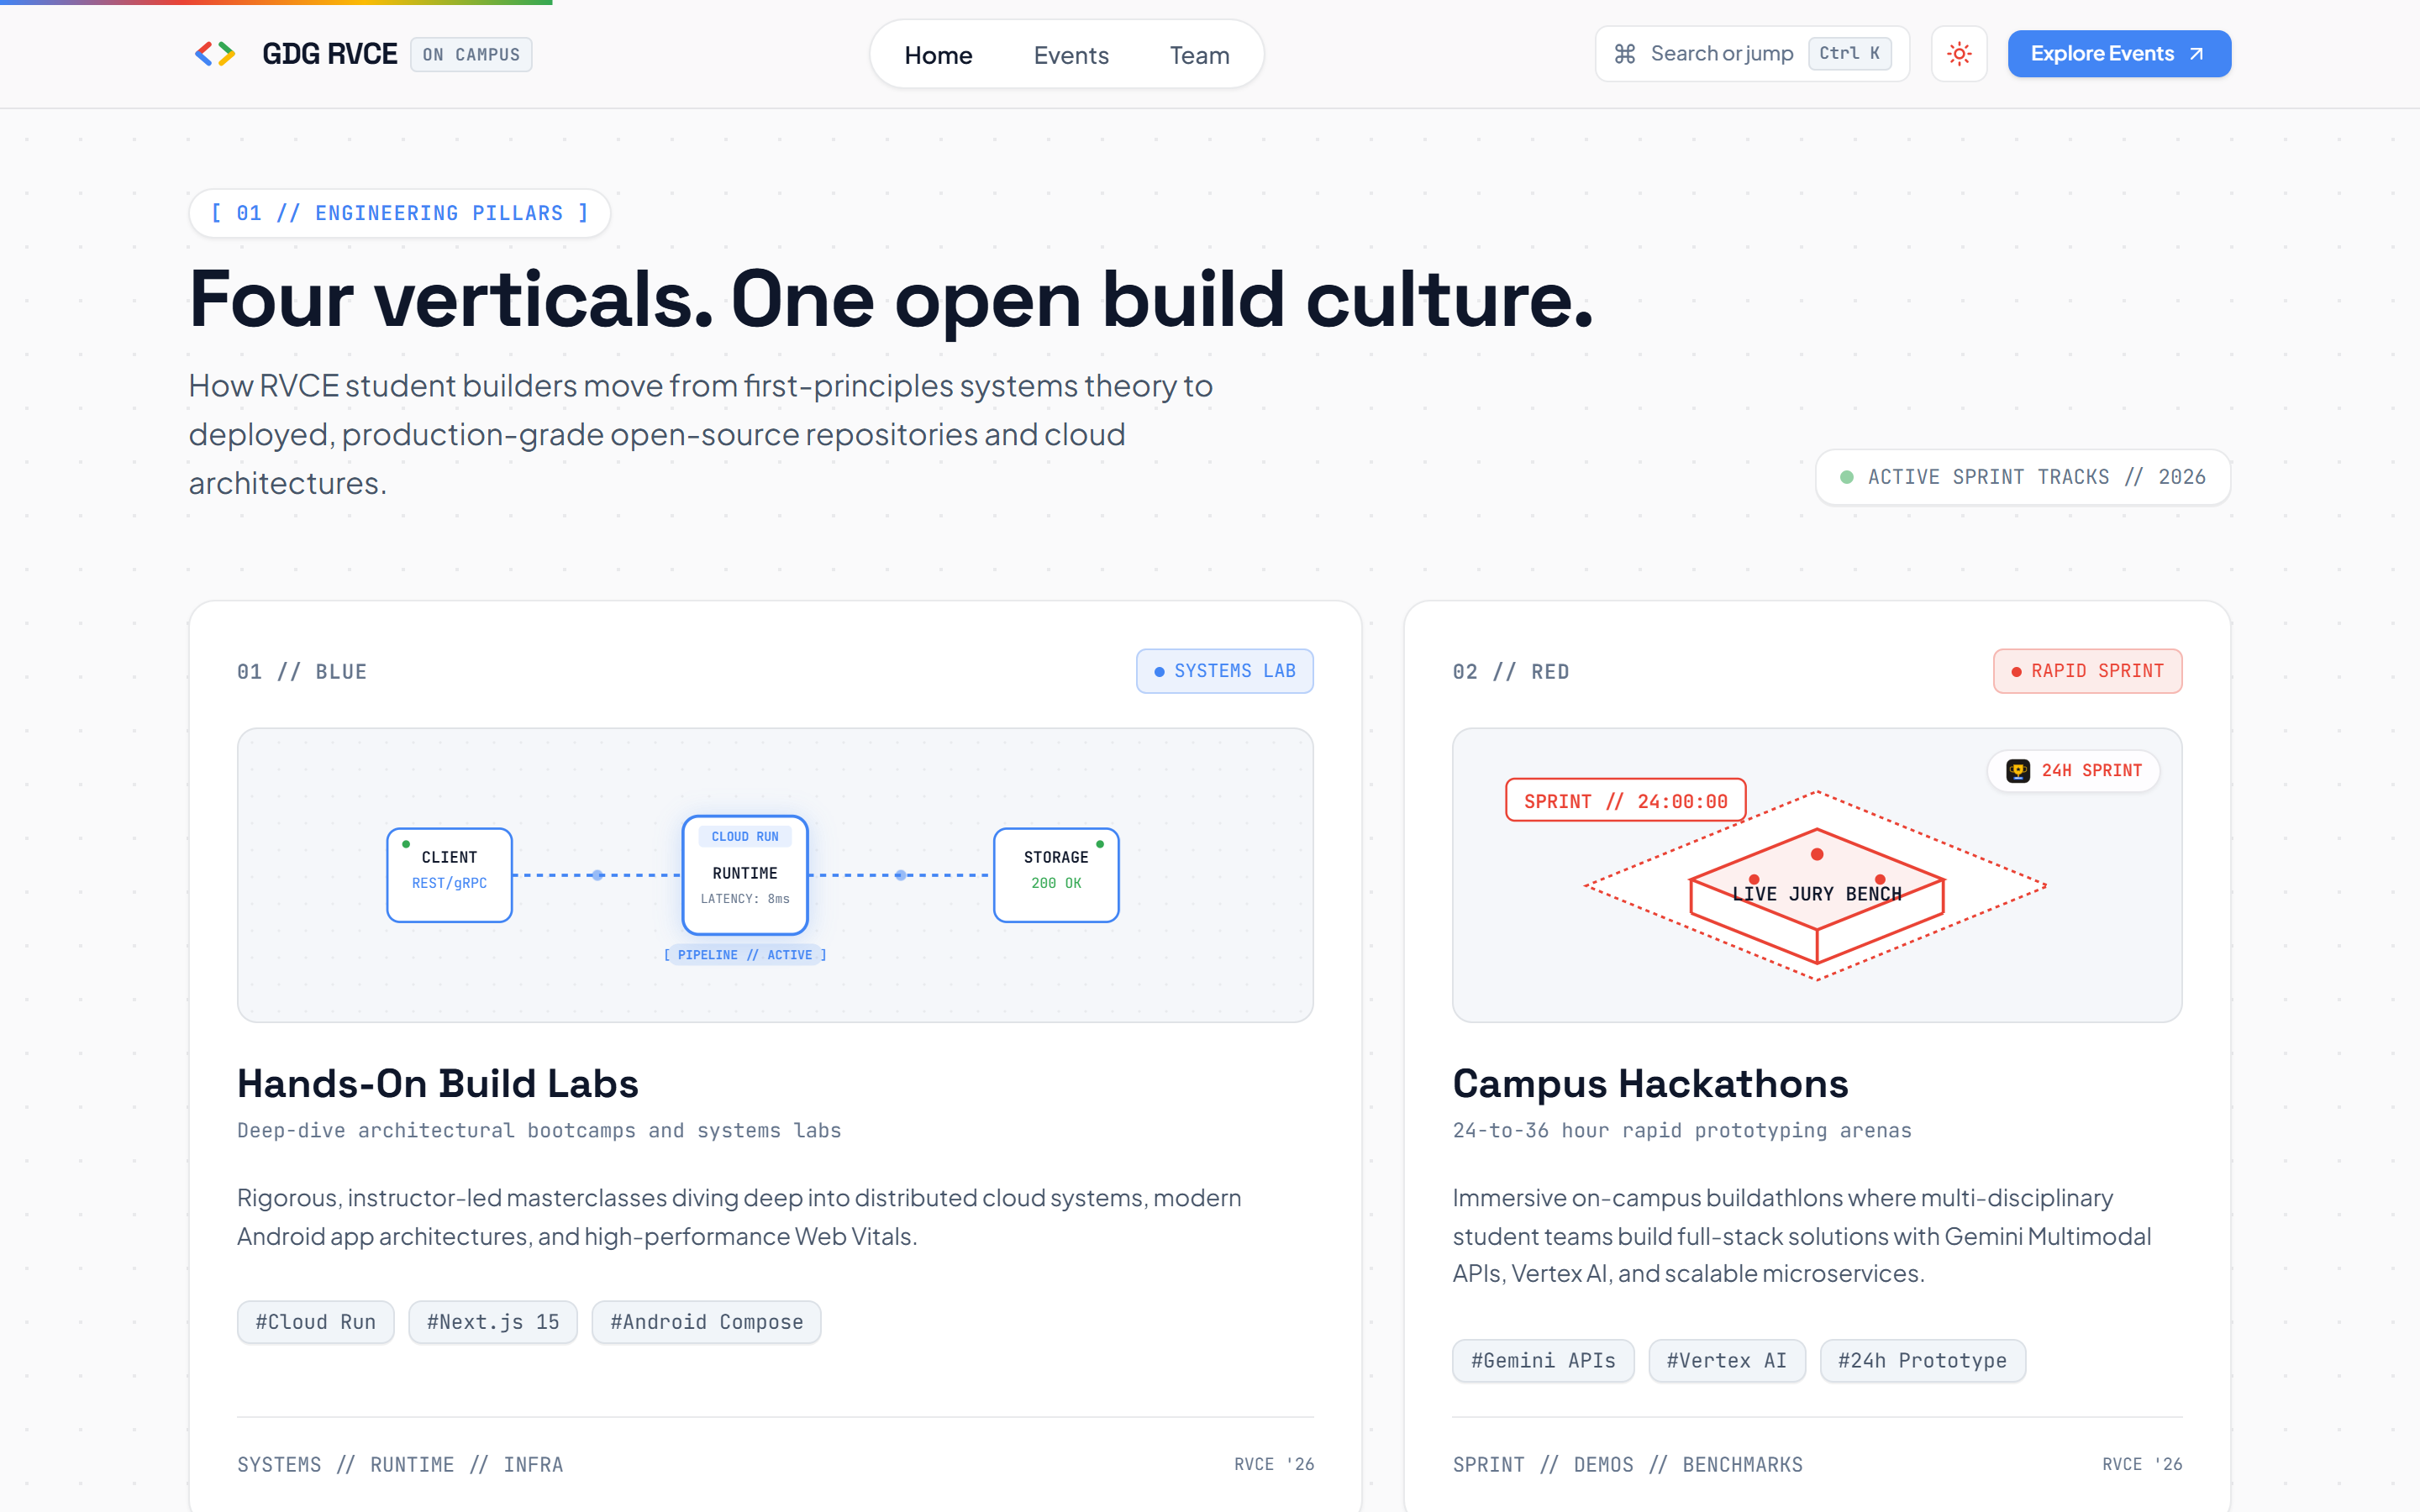 GDG RVCE ON CAMPUS
Home Events Team
Search or jump Ctrl K
Explore Events
[ 01 // ENGINEERING PILLARS ]
Four verticals. One open build culture.
How RVCE student builders move from first-principles systems theory to
deployed, production-grade open-source repositories and cloud
architectures.
ACTIVE SPRINT TRACKS // 2026
01 // BLUE
SYSTEMS LAB
CLIENT
REST/gRPC
CLOUD RUN
RUNTIME
LATENCY: 8ms
[ PIPELINE // ACTIVE ]
STORAGE
200 OK
Hands-On Build Labs
Deep-dive architectural bootcamps and systems labs
Rigorous, instructor-led masterclasses diving deep into distributed cloud systems, modern
Android app architectures, and high-performance Web Vitals.
#Cloud Run #Next.js 15 #Android Compose
SYSTEMS // RUNTIME // INFRA
RVCE '26
02 // RED
RAPID SPRINT
24H SPRINT
SPRINT // 24:00:00
LIVE JURY BENCH
Campus Hackathons
24-to-36 hour rapid prototyping arenas
Immersive on-campus buildathlons where multi-disciplinary
student teams build full-stack solutions with Gemini Multimodal
APIs, Vertex AI, and scalable microservices.
#Gemini APIs #Vertex AI #24h Prototype
SPRINT // DEMOS // BENCHMARKS
RVCE '26